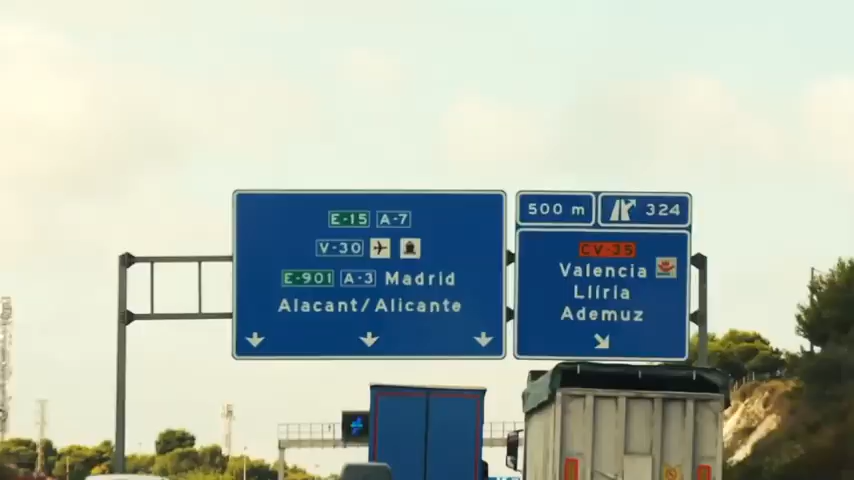 E-15 A-7
V-30
E-901 A-3 Madrid
Alacant/Alicante
500 m
324
CV-35
Valencia
Llíria
Ademuz